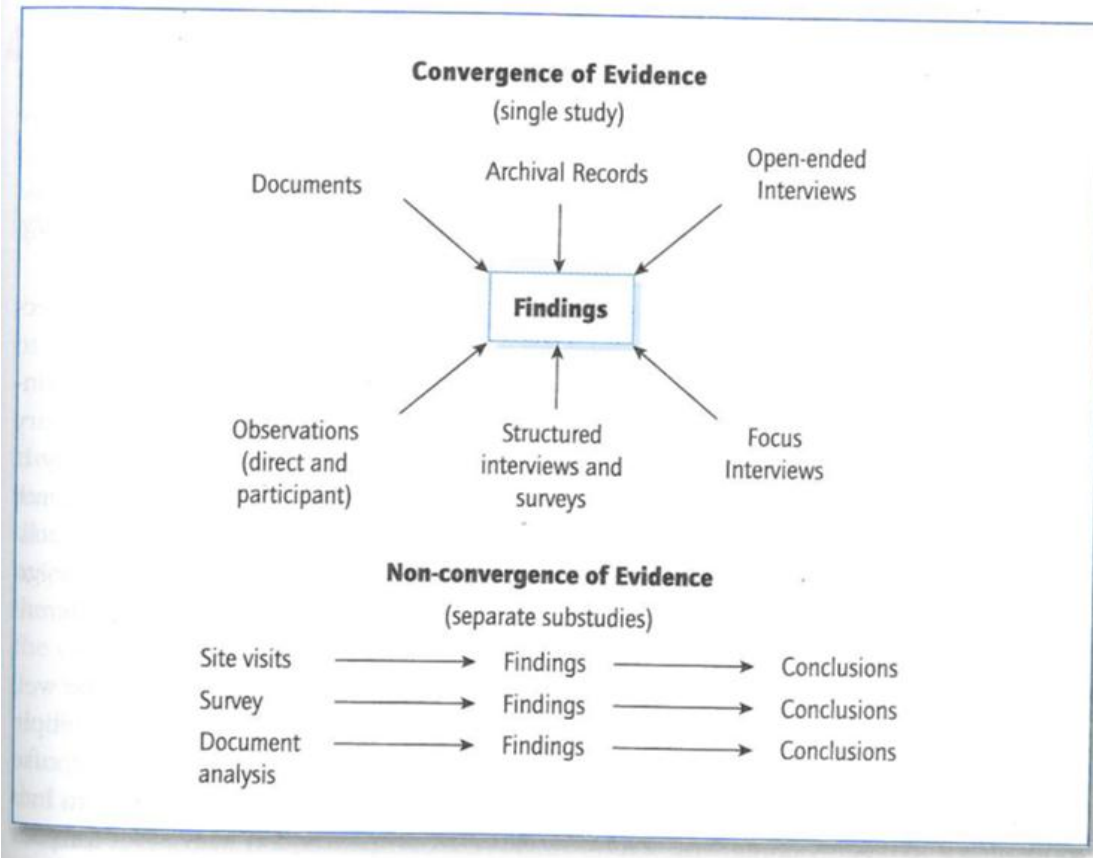 Convergence of Evidence
(single study)
Documents
Archival Records
Open-ended
Interviews
Findings
Observations
(direct and
participant)
Structured
interviews and
surveys
Focus
Interviews
Non-convergence of Evidence
(separate substudies)
Site visits Findings Conclusions
Survey Findings Conclusions
Document Findings Conclusions
analysis